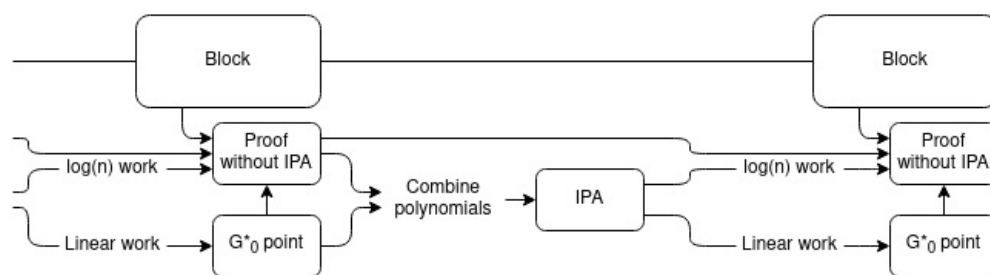 Block
Block
Proof
without IPA
Proof
without IPA
log(n) work
log(n) work
Combine
polynomials
IPA
Linear work
G*₀ point
Linear work
G*₀ point